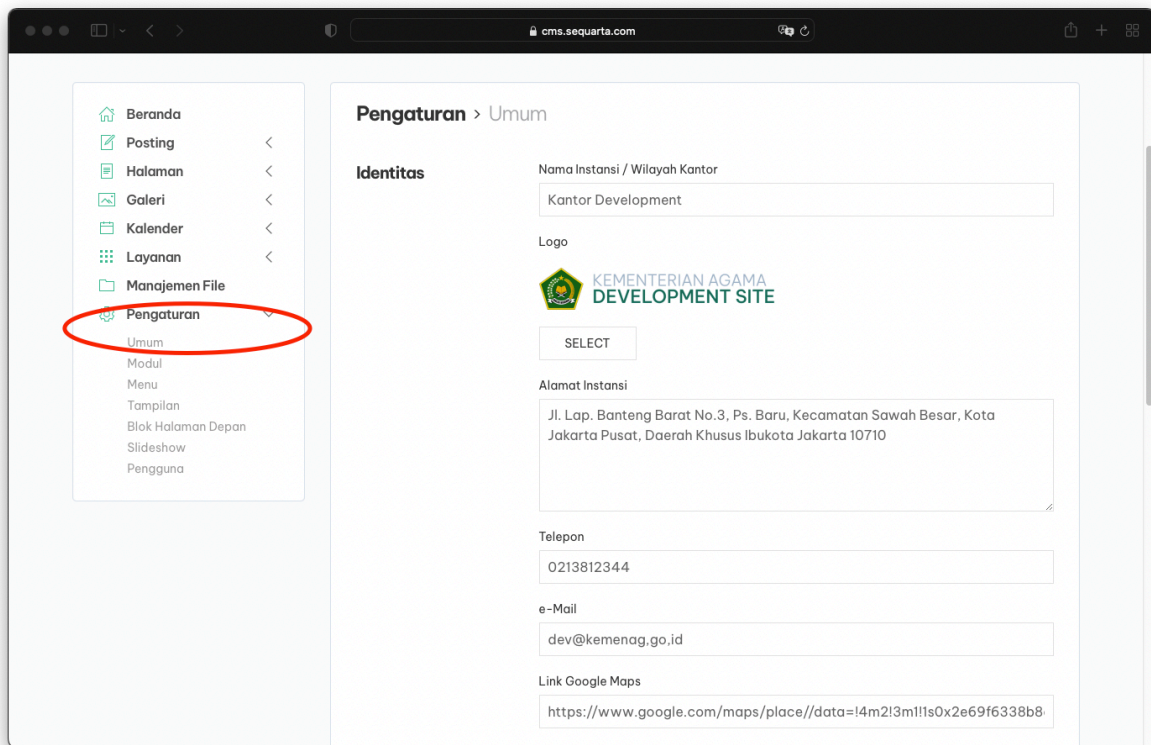 cms.sequarta.com
Beranda
Posting
Halaman
Galeri
Kalender
Layanan
Manajemen File
Pengaturan
Umum
Modul
Menu
Tampilan
Blok Halaman Depan
Slideshow
Pengguna
Pengaturan > Umum
Identitas
Nama Instansi / Wilayah Kantor
Kantor Development
Logo
KEMENTERIAN AGAMA
DEVELOPMENT SITE
SELECT
Alamat Instansi
Jl. Lap. Banteng Barat No.3, Ps. Baru, Kecamatan Sawah Besar, Kota
Jakarta Pusat, Daerah Khusus Ibukota Jakarta 10710
Telepon
0213812344
e-Mail
dev@kemenag,go,id
Link Google Maps
https://www.google.com/maps/place//data=!4m2!3m1!1s0x2e69f6338b8